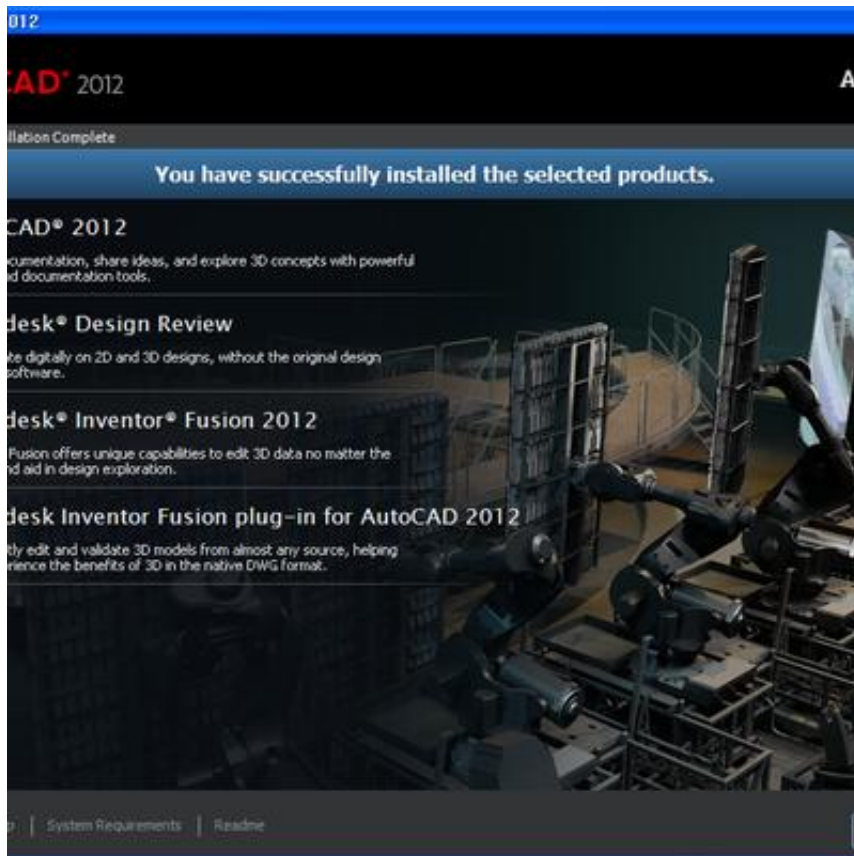 012
CAD® 2012
A
llation Complete
You have successfully installed the selected products.
CAD® 2012
cumentation, share ideas, and explore 3D concepts with powerful
nd documentation tools.
desk® Design Review
te digitally on 2D and 3D designs, without the original design
software.
desk® Inventor® Fusion 2012
Fusion offers unique capabilities to edit 3D data no matter the
nd aid in design exploration.
desk Inventor Fusion plug-in for AutoCAD 2012
tly edit and validate 3D models from almost any source, helping
rience the benefits of 3D in the native DWG format.
p | System Requirements | Readme